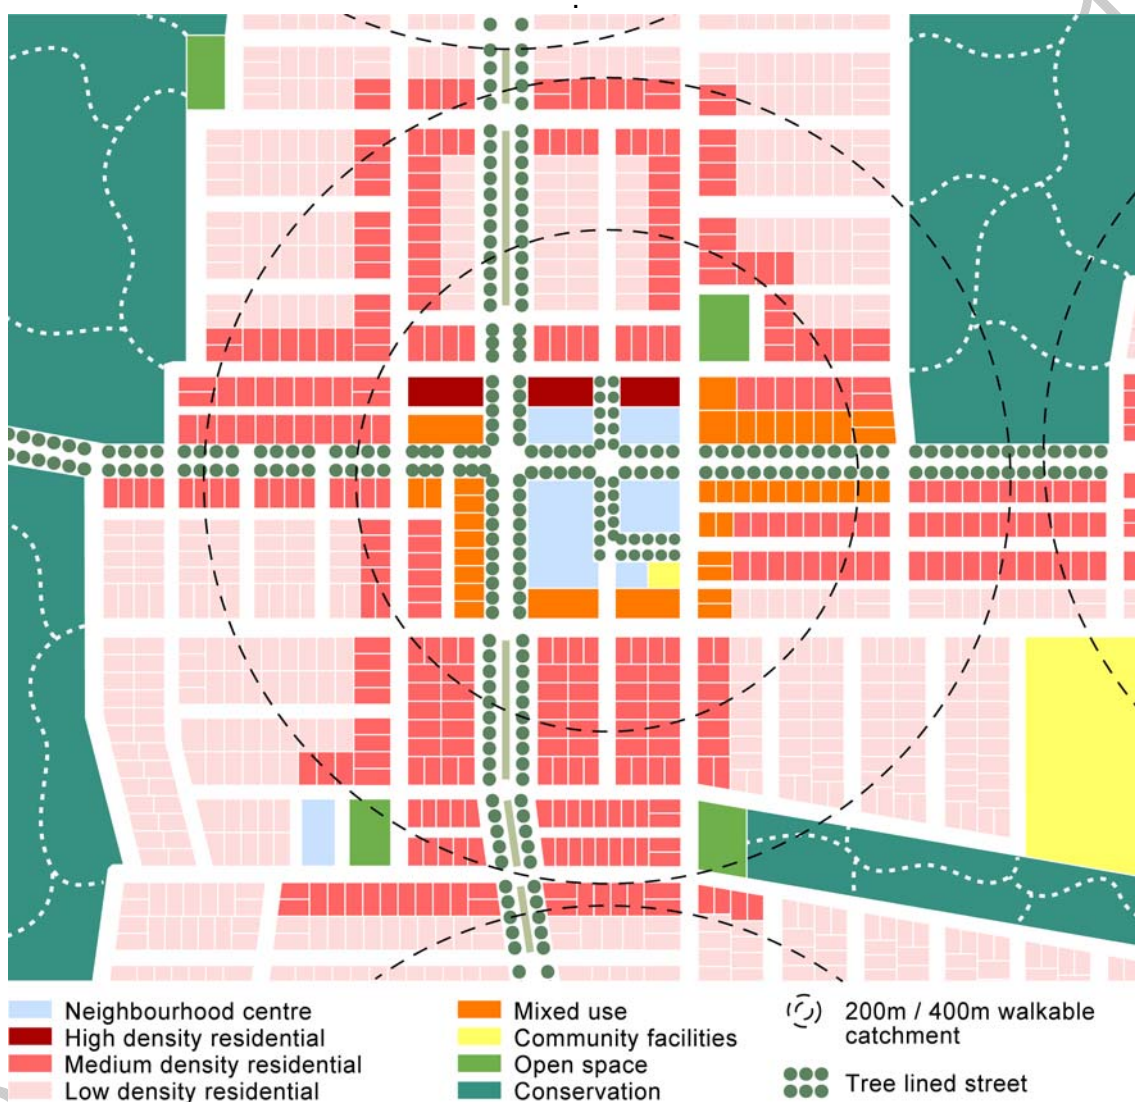 Neighbourhood centre
High density residential
Medium density residential
Low density residential
Mixed use
Community facilities
Open space
Conservation
200m / 400m walkable
catchment
Tree lined street